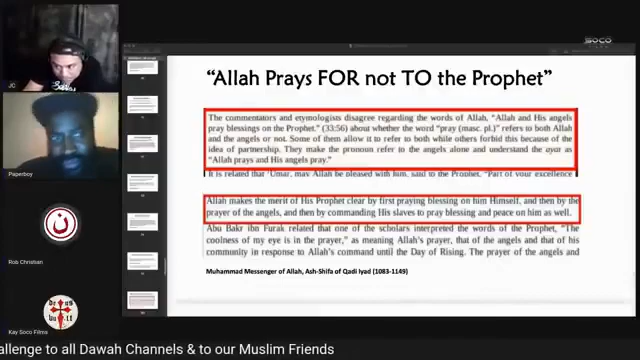 SOCO
JC
"Allah Prays FOR not TO the Prophet"
The commentators and etymologists disagree regarding the words of Allah, "Allah and His angels
pray blessings on the Prophet." (33:56) about whether the word "pray (masc. pl.)" refers to both Allah
and the angels or not. Some of them allow it to refer to both while others forbid this because of the
idea of partnership. They make the pronoun refer to the angels alone and understand the ayat as
"Allah prays and His angels pray."
It is related that 'Umar, may Allah be pleased with him, said to the Prophet, "Part of your excellence
Allah makes the merit of His Prophet clear by first praying blessing on him Himself, and then by the
prayer of the angels, and then by commanding His slaves to pray blessing and peace on him as well.
Abu Bakr ibn Furak related that one of the scholars interpreted the words of the Prophet, "The
coolness of my eye is in the prayer," as meaning Allah's prayer, that of the angels and that of his
community in response to Allah's command until the Day of Rising. The prayer of the angels and
Muhammad Messenger of Allah, Ash-Shifa of Qadi Iyad (1083-1149)
Paperboy
Rob Christian
Kay Soco Films
allenge to all Dawah Channels & to our Muslim Friends